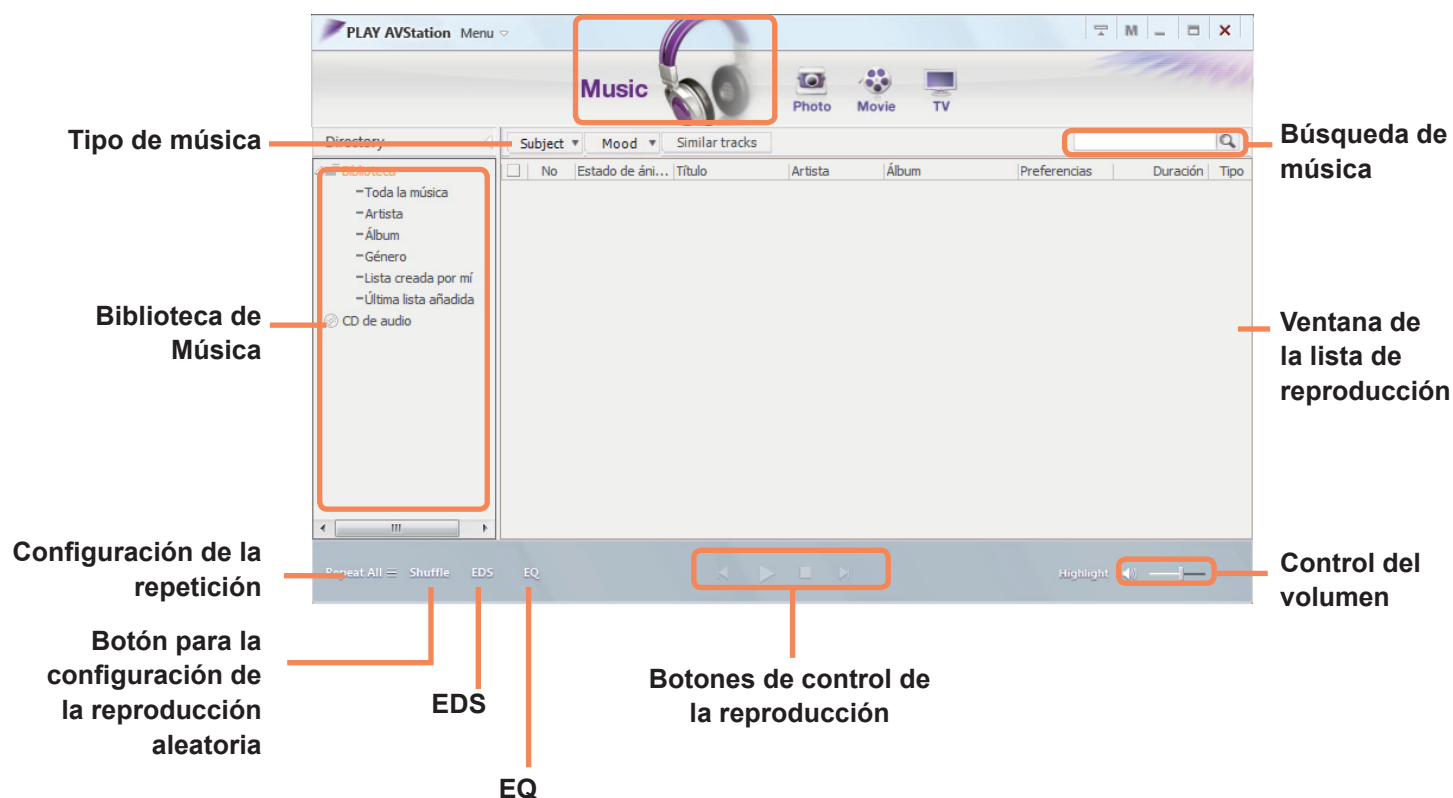 PLAY AVStation Menu
M
Music
Photo
Movie
TV
Tipo de música
Directory
Subject
Mood
Similar tracks
Búsqueda de
música
Biblioteca
No
Estado de áni...
Título
Artista
Álbum
Preferencias
Duración
Tipo
Toda la música
Artista
Álbum
Género
Lista creada por mí
Última lista añadida
CD de audio
Biblioteca de
Música
Ventana de
la lista de
reproducción
Configuración de la
repetición
Repeat All
Shuffle
EDS
EQ
Highlight
Control del
volumen
Botón para la
configuración de
la reproducción
aleatoria
EDS
EQ
Botones de control de
la reproducción